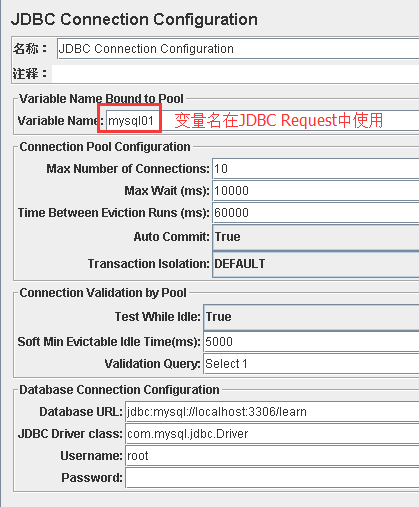 JDBC Connection Configuration
名称： JDBC Connection Configuration
注释：
Variable Name Bound to Pool
Variable Name: mysql01 变量名在JDBC Request中使用
Connection Pool Configuration
Max Number of Connections: 10
Max Wait (ms): 10000
Time Between Eviction Runs (ms): 60000
Auto Commit: True
Transaction Isolation: DEFAULT
Connection Validation by Pool
Test While Idle: True
Soft Min Evictable Idle Time(ms): 5000
Validation Query: Select 1
Database Connection Configuration
Database URL: jdbc:mysql://localhost:3306/learn
JDBC Driver class: com.mysql.jdbc.Driver
Username: root
Password: